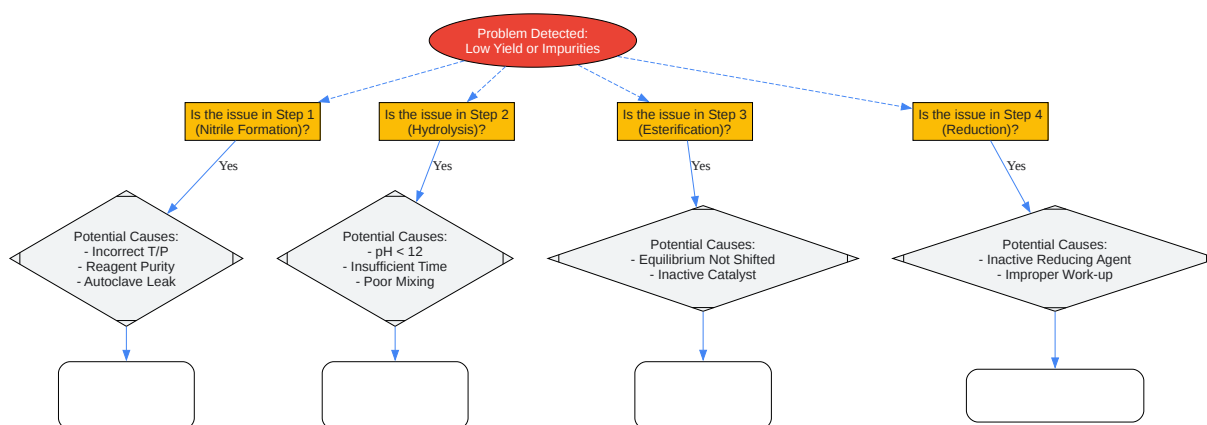 Problem Detected:
Low Yield or Impurities
Is the issue in Step 1
(Nitrile Formation)?
Is the issue in Step 2
(Hydrolysis)?
Is the issue in Step 3
(Esterification)?
Is the issue in Step 4
(Reduction)?
Yes
Yes
Yes
Yes
Potential Causes:
- Incorrect T/P
- Reagent Purity
- Autoclave Leak
Potential Causes:
- pH < 12
- Insufficient Time
- Poor Mixing
Potential Causes:
- Equilibrium Not Shifted
- Inactive Catalyst
Potential Causes:
- Inactive Reducing Agent
- Improper Work-up